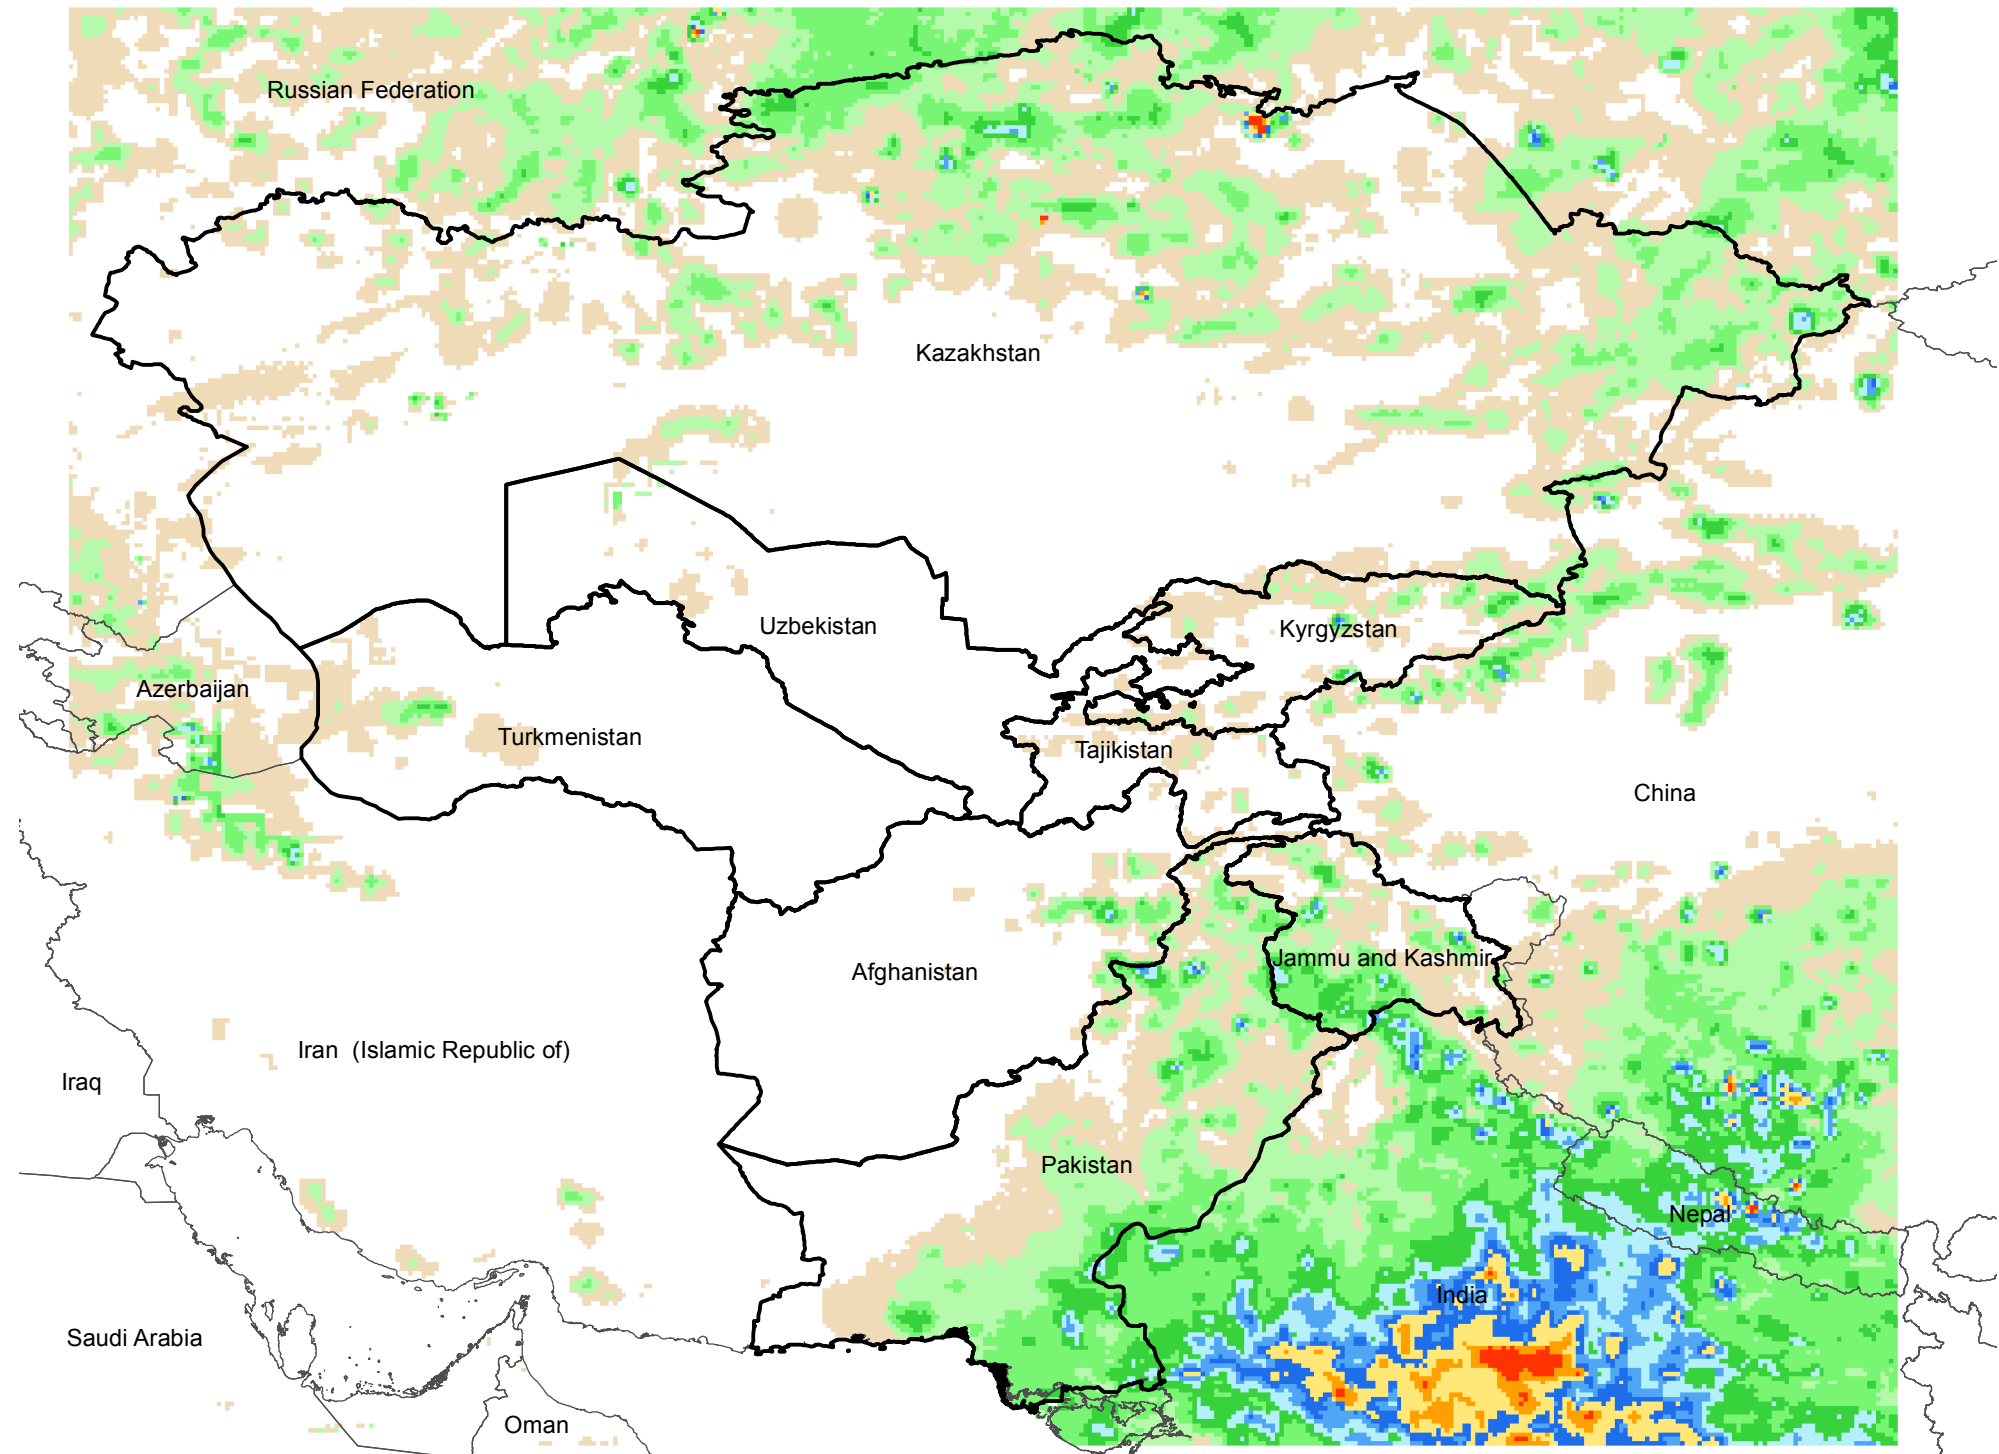 Russian Federation
Kazakhstan
Uzbekistan
Kyrgyzstan
Azerbaijan
Turkmenistan
Tajikistan
China
Afghanistan
Jammu and Kashmir
Iran  (Islamic Republic of)
Iraq
Pakistan
Nepal
India
Saudi Arabia
Oman